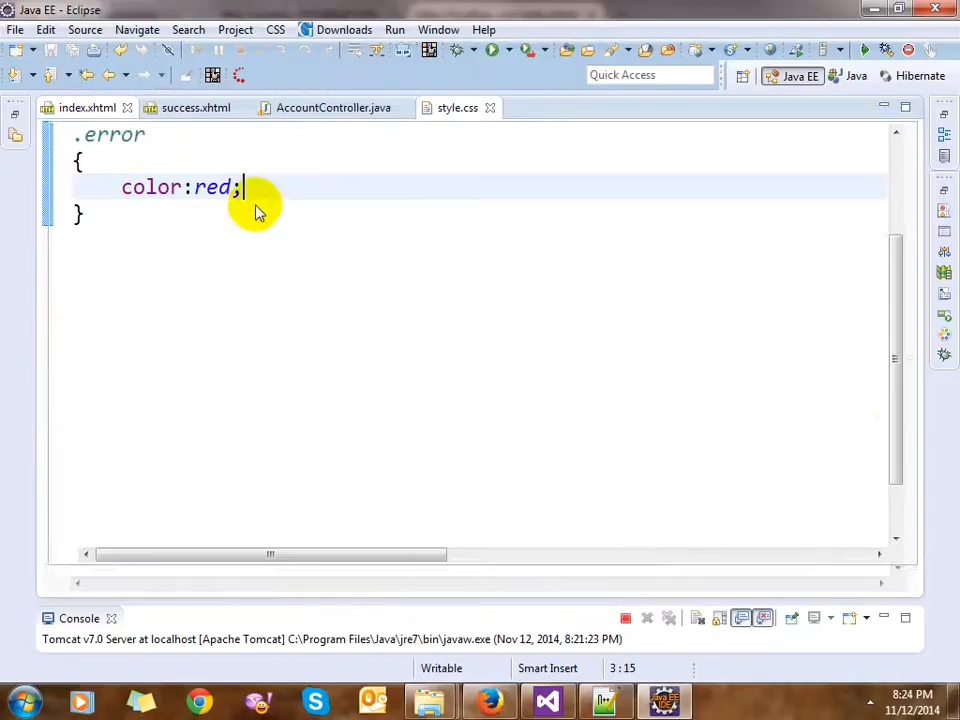 Java EE - Eclipse
File Edit Source Navigate Search Project CSS Downloads Run Window Help
Quick Access
Java EE
Java
Hibernate
index.xhtml
success.xhtml
AccountController.java
style.css
.error
{
color:red;
}
Console
Tomcat v7.0 Server at localhost [Apache Tomcat] C:\Program Files\Java\jre7\bin\javaw.exe (Nov 12, 2014, 8:21:23 PM)
Writable
Smart Insert
3 : 15
8:24 PM
11/12/2014